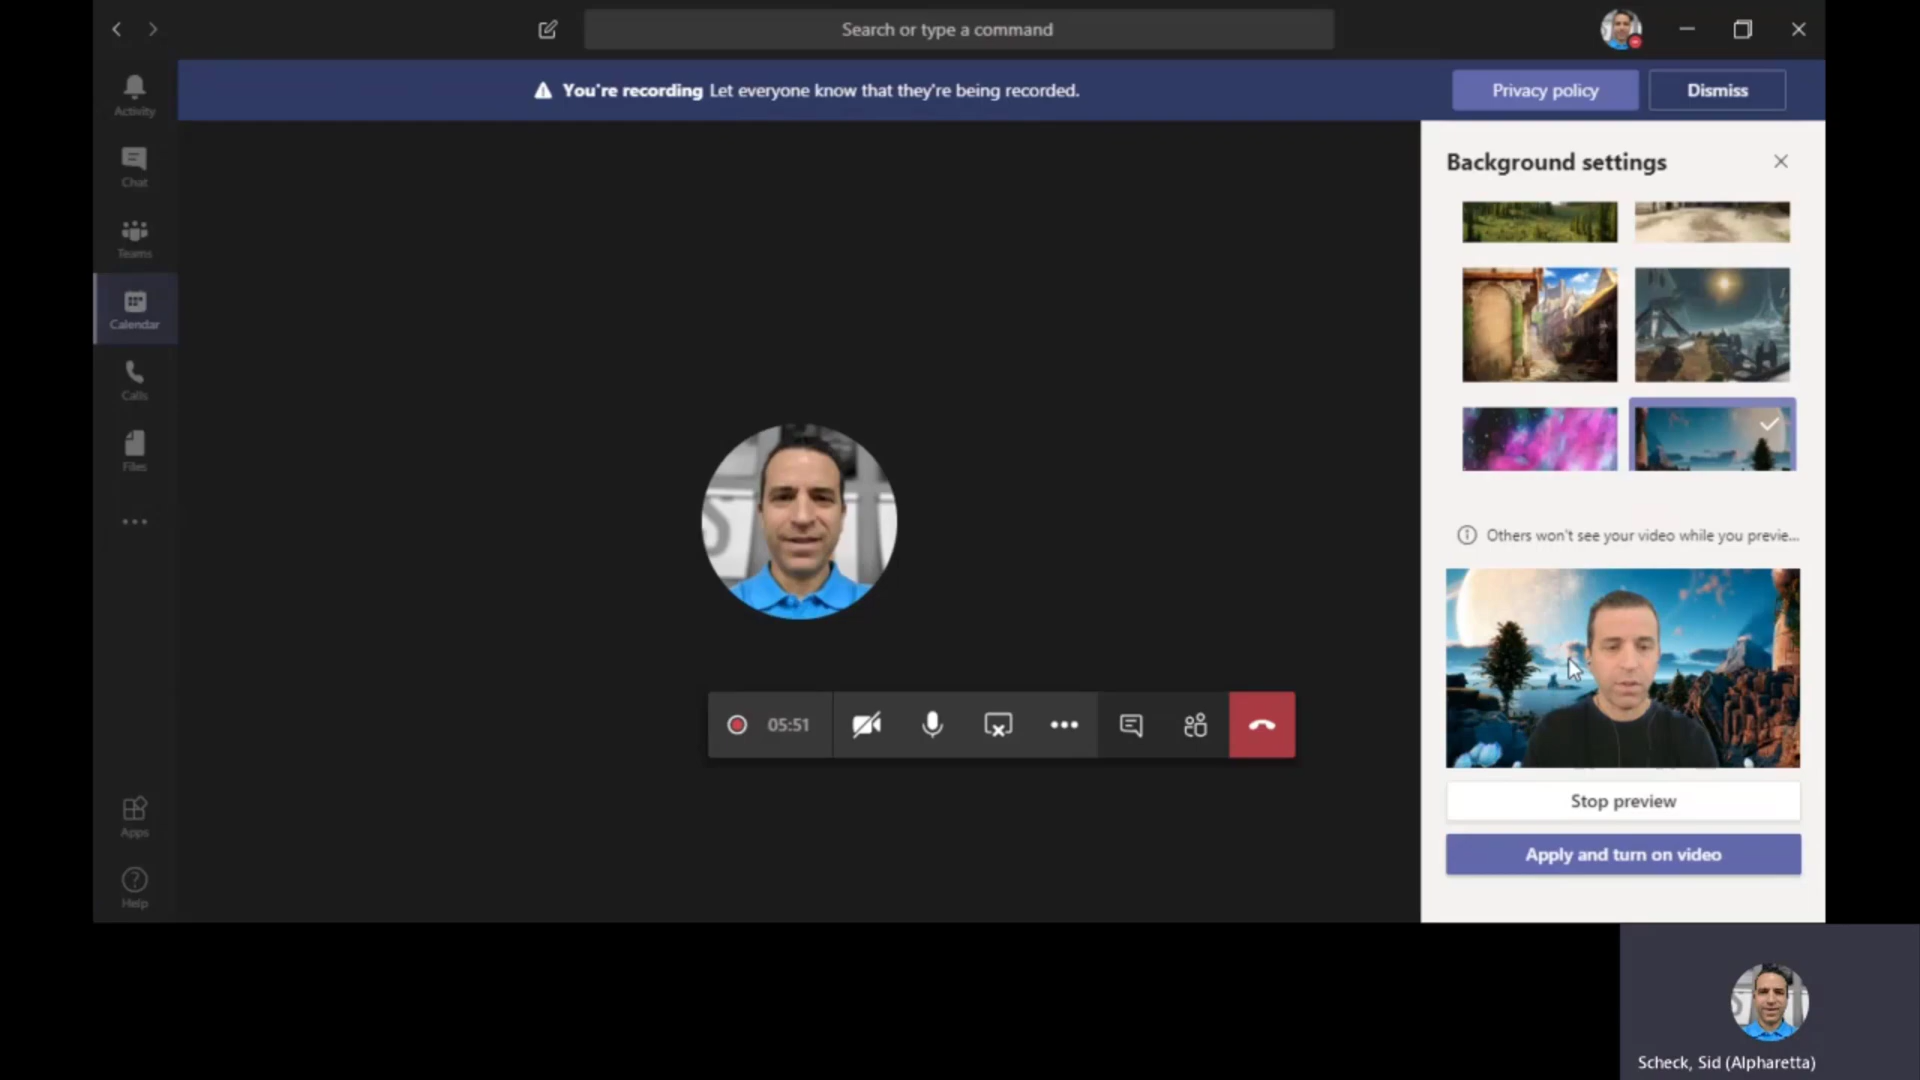 Search or type a command
You're recording Let everyone know that they're being recorded.
Privacy policy
Dismiss
Activity
Chat
Teams
Calendar
Calls
Files
Apps
Help
Background settings
Others won't see your video while you previe...
Stop preview
Apply and turn on video
05:51
Scheck, Sid (Alpharetta)